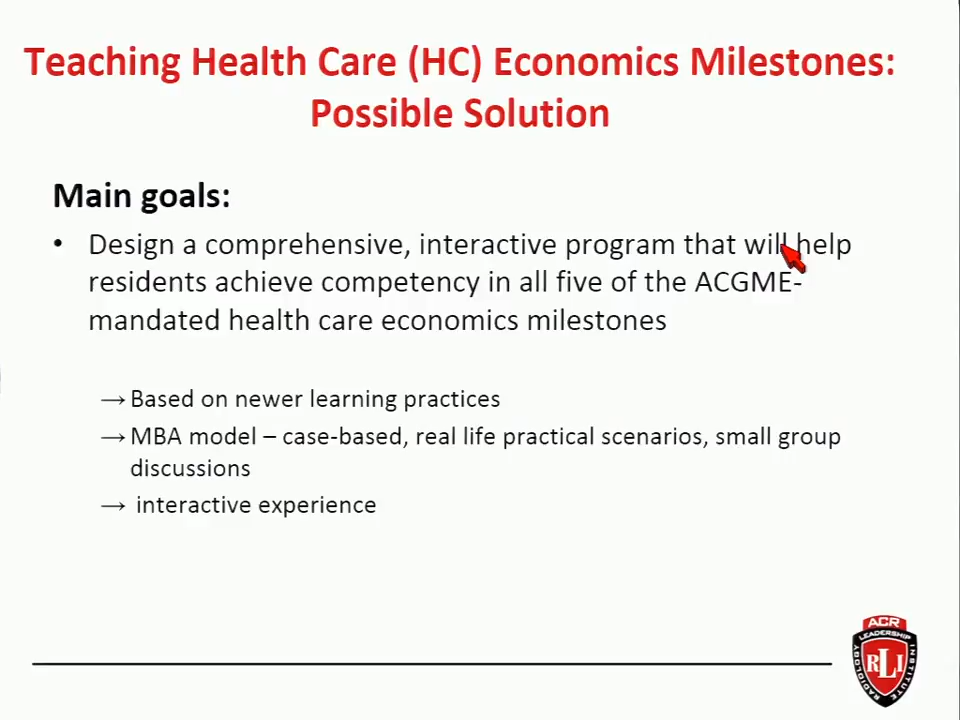 Teaching Health Care (HC) Economics Milestones:
Possible Solution
Main goals:
• Design a comprehensive, interactive program that will help
residents achieve competency in all five of the ACGME-
mandated health care economics milestones
→ Based on newer learning practices
→ MBA model – case-based, real life practical scenarios, small group
discussions
→ interactive experience
ACR
LEADERSHIP
RADIOLOGY
INSTITUTE
RLI